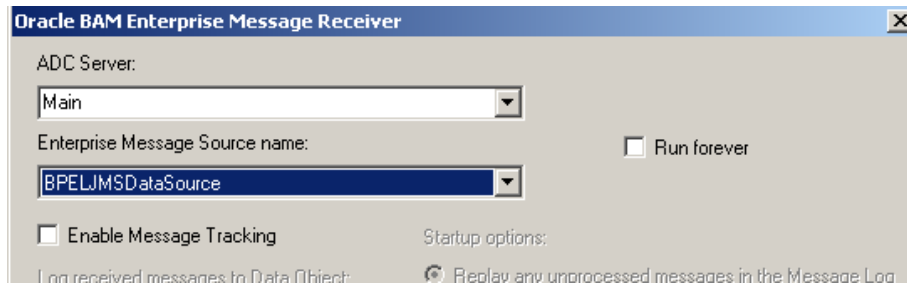 Oracle BAM Enterprise Message Receiver
ADC Server:
Main
Enterprise Message Source name:
Run forever
BPELJMSDataSource
Enable Message Tracking
Startup options:
Log received messages to Data Object:
Replay any unprocessed messages in the Message Log